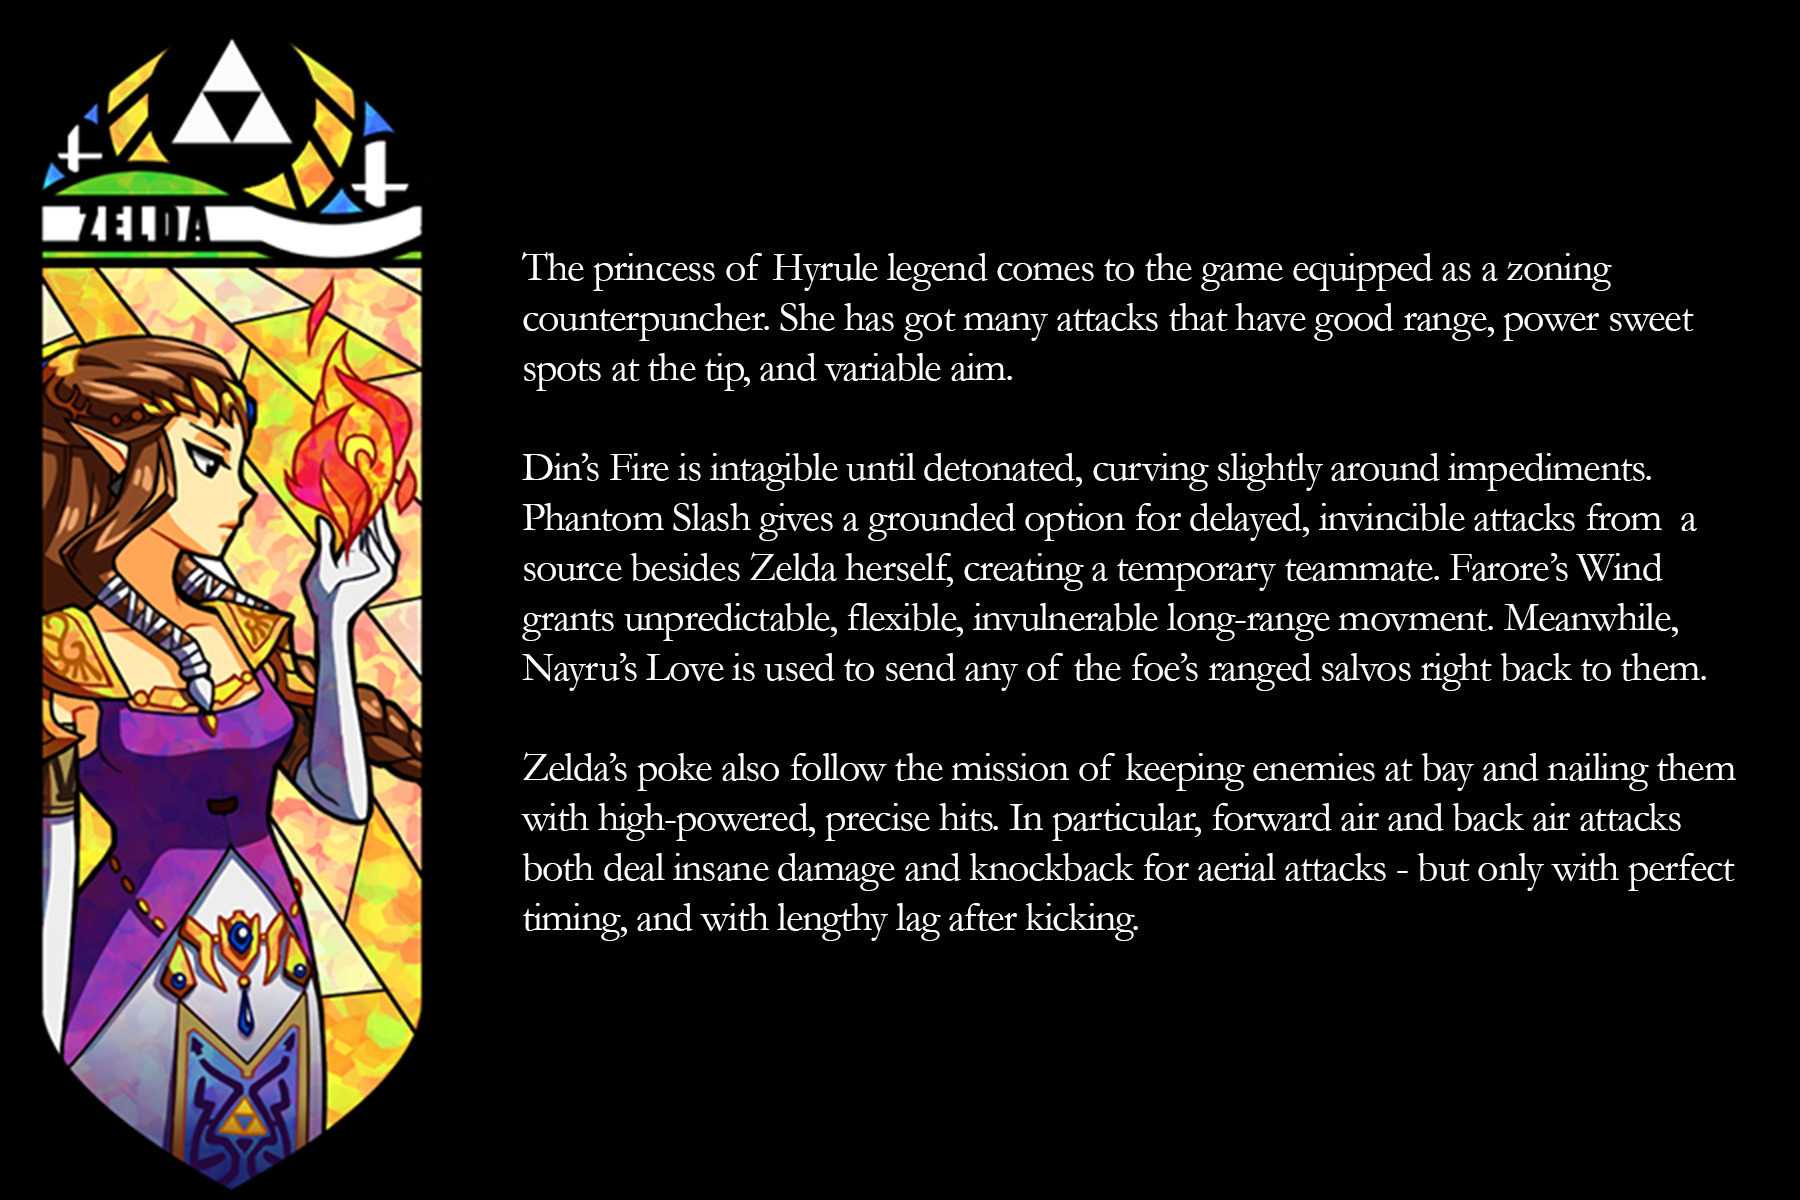 ZELDA
The princess of Hyrule legend comes to the game equipped as a zoning
counterpuncher. She has got many attacks that have good range, power sweet
spots at the tip, and variable aim.
Din's Fire is intagible until detonated, curving slightly around impediments.
Phantom Slash gives a grounded option for delayed, invincible attacks from a
source besides Zelda herself, creating a temporary teammate. Farore's Wind
grants unpredictable, flexible, invulnerable long-range movment. Meanwhile,
Nayru's Love is used to send any of the foe's ranged salvos right back to them.
Zelda's poke also follow the mission of keeping enemies at bay and nailing them
with high-powered, precise hits. In particular, forward air and back air attacks
both deal insane damage and knockback for aerial attacks - but only with perfect
timing, and with lengthy lag after kicking.